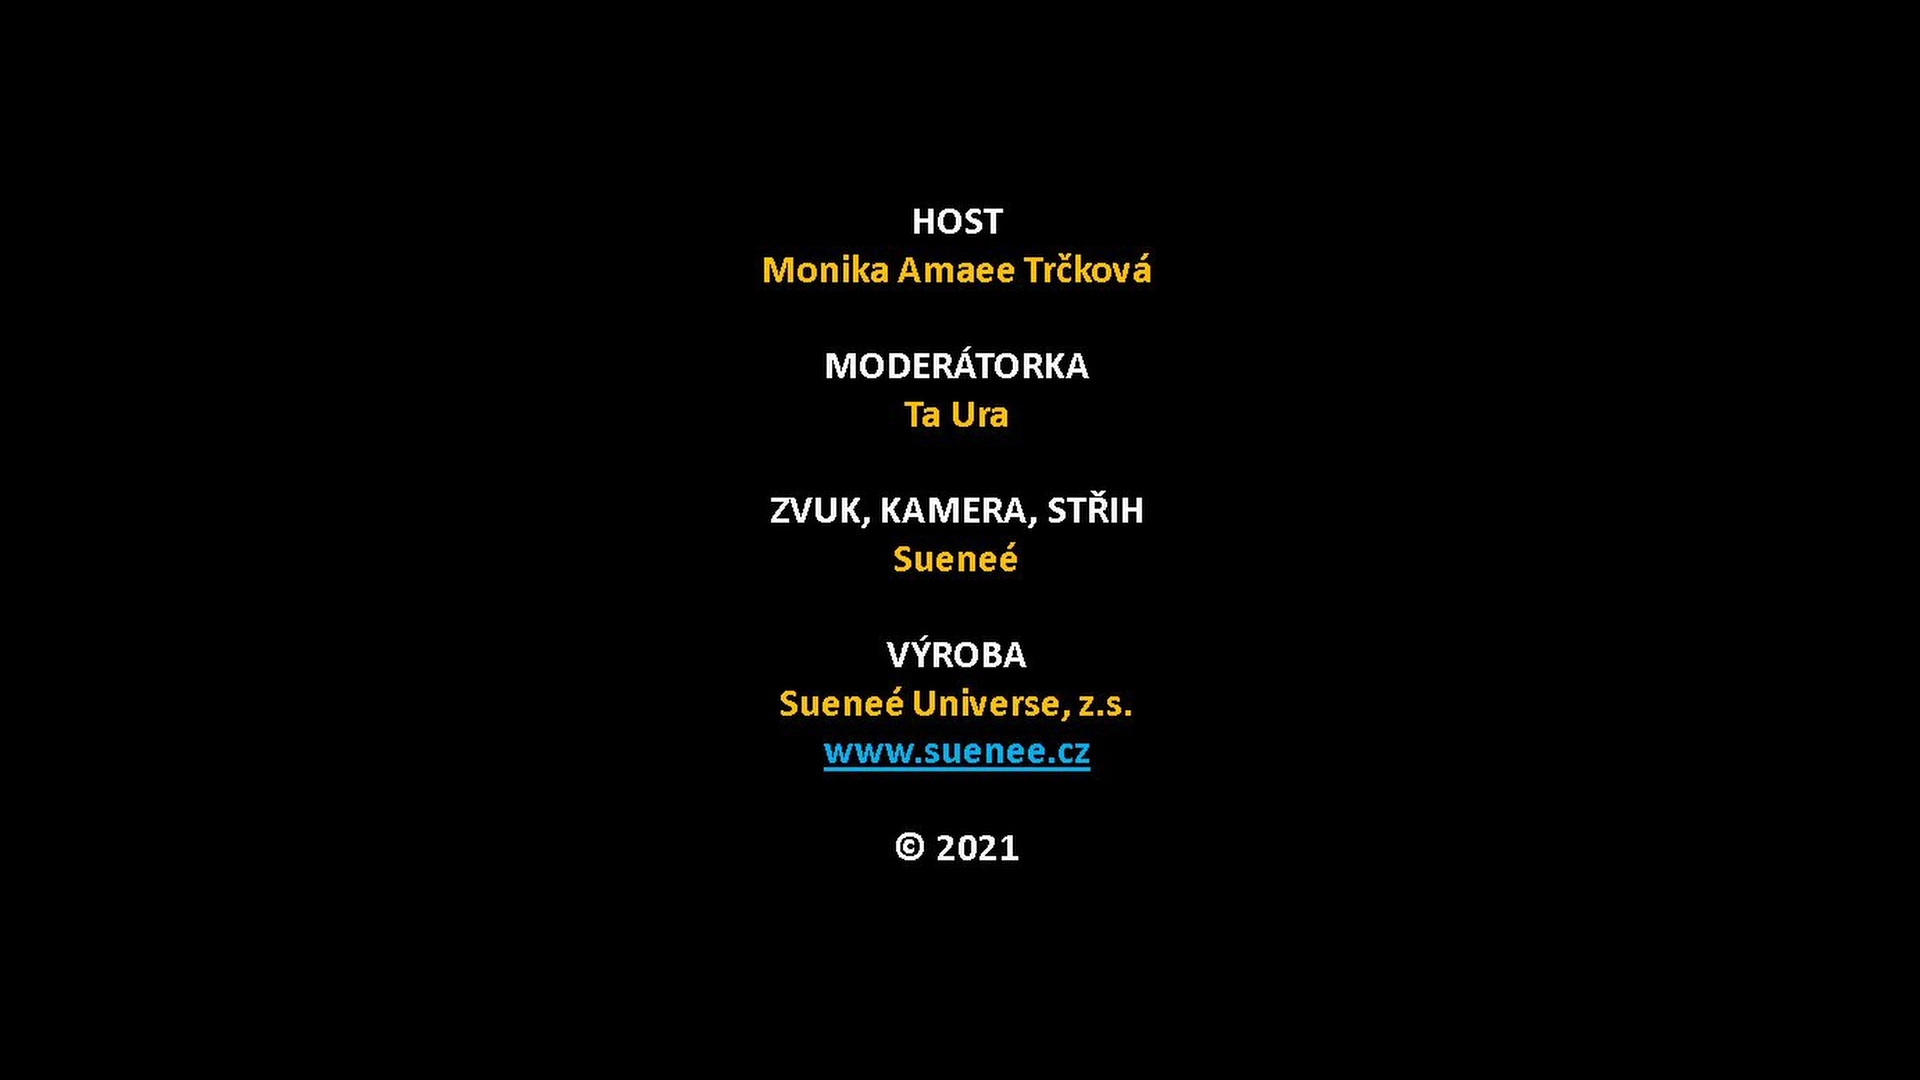 HOST
Monika Amaee Trčková
MODERÁTORKA
Ta Ura
ZVUK, KAMERA, STŘIH
Sueneé
VÝROBA
Sueneé Universe, z.s.
www.suenee.cz
© 2021